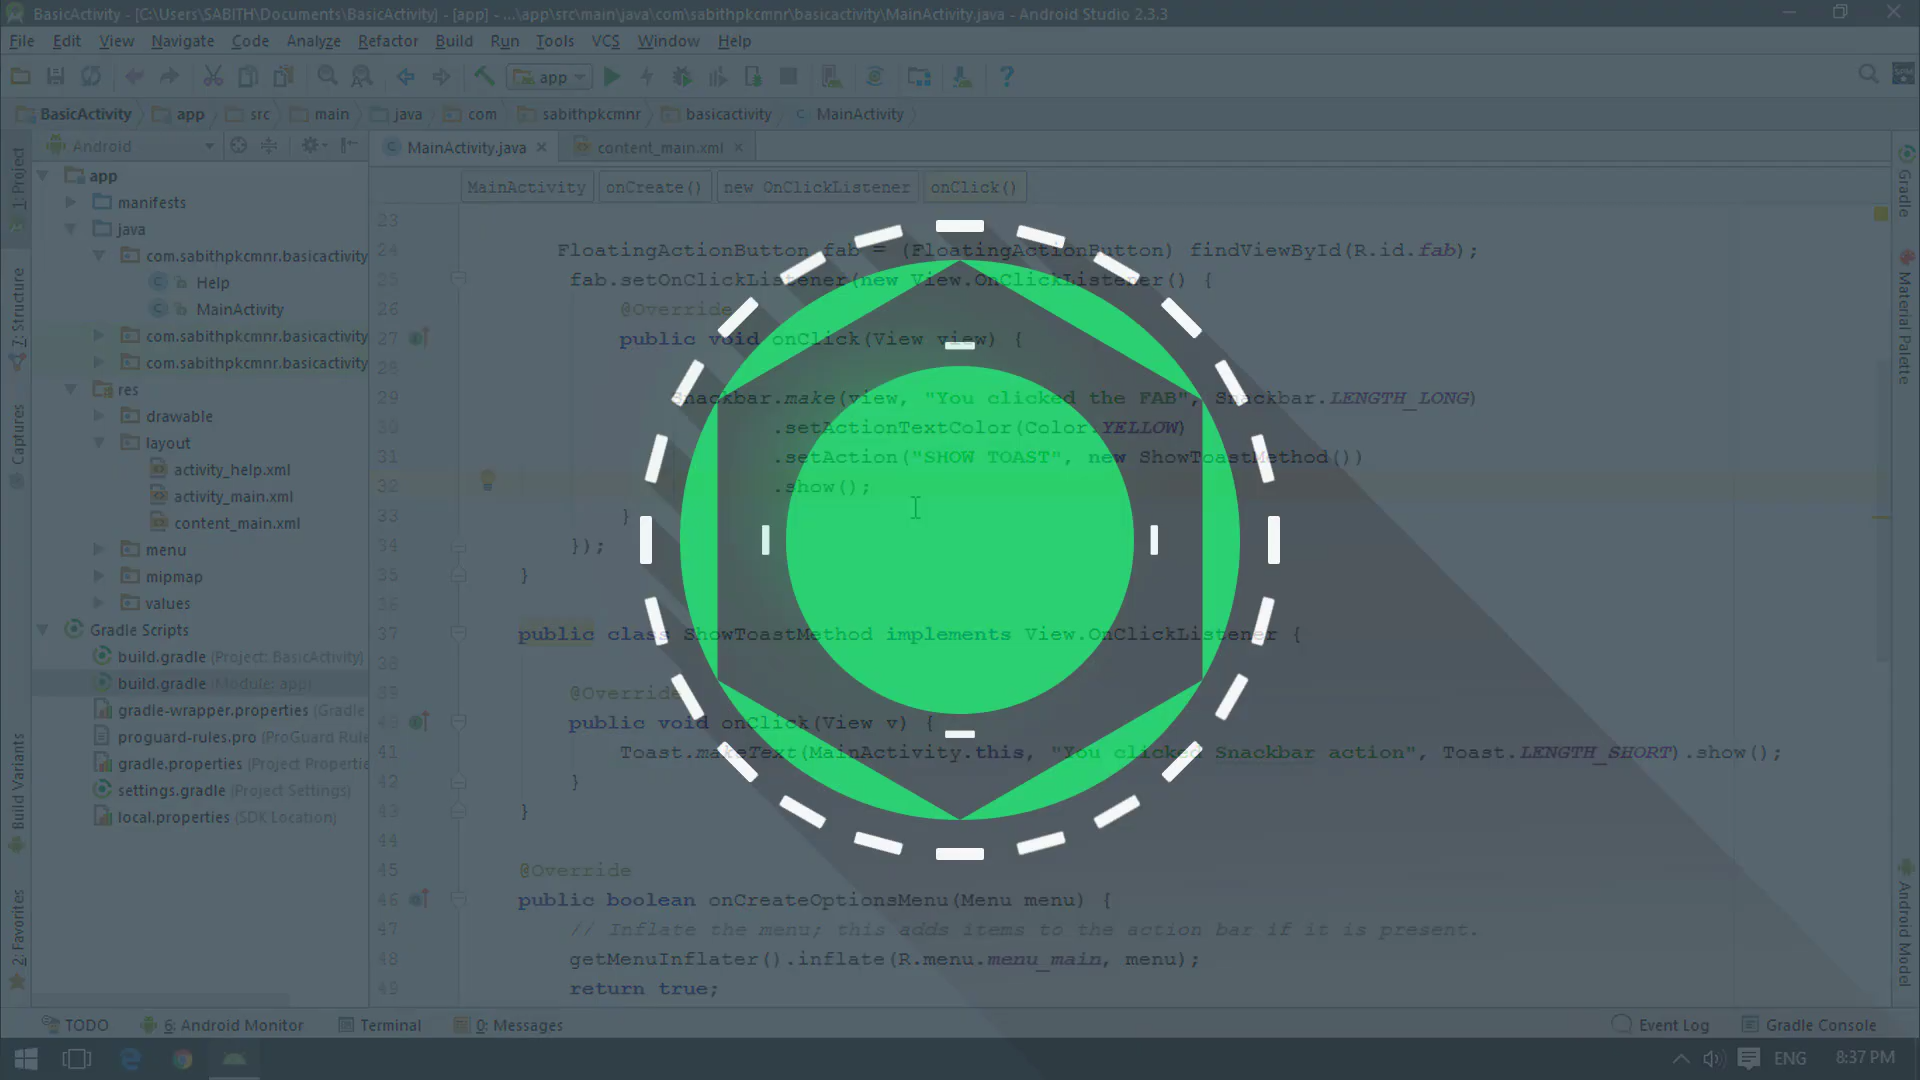 BasicActivity - [C:\Users\SABITH\Documents\BasicActivity] - [app] - ...\app\src\main\java\com\sabithpkcmnr\basicactivity\MainActivity.java - Android Studio 2.3.3
File Edit View Navigate Code Analyze Refactor Build Run Tools VCS Window Help
app
BasicActivity app src main java com sabithpkcmnr basicactivity MainActivity
Android
MainActivity.java content_main.xml
MainActivity onCreate() new OnClickListener onClick()
1: Project
7: Structure
Captures
Build Variants
2: Favorites
app
manifests
java
com.sabithpkcmnr.basicactivity
Help
MainActivity
com.sabithpkcmnr.basicactivity
com.sabithpkcmnr.basicactivity
res
drawable
layout
activity_help.xml
activity_main.xml
content_main.xml
menu
mipmap
values
Gradle Scripts
build.gradle (Project: BasicActivity)
build.gradle (Module: app)
gradle-wrapper.properties (Gradle
proguard-rules.pro (ProGuard Rule
gradle.properties (Project Propertie
settings.gradle (Project Settings)
local.properties (SDK Location)
23
24 FloatingActionButton fab = (FloatingActionButton) findViewById(R.id.fab);
25 fab.setOnClickListener(new View.OnClickListener() {
26 @Override
27 public void onClick(View view) {
28
29 Snackbar.make(view, "You clicked the FAB", Snackbar.LENGTH_LONG)
30 .setActionTextColor(Color.YELLOW)
31 .setAction("SHOW TOAST", new ShowToastMethod())
32 .show();
33 }
34 });
35 }
36
37 public class ShowToastMethod implements View.OnClickListener {
38
39 @Override
40 public void onClick(View v) {
41 Toast.makeText(MainActivity.this, "You clicked Snackbar action", Toast.LENGTH_SHORT).show();
42 }
43 }
44
45 @Override
46 public boolean onCreateOptionsMenu(Menu menu) {
47 // Inflate the menu; this adds items to the action bar if it is present.
48 getMenuInflater().inflate(R.menu.menu_main, menu);
49 return true;
Gradle
Material Palette
Android Model
TODO 6: Android Monitor Terminal 0: Messages Event Log Gradle Console
ENG 8:37 PM